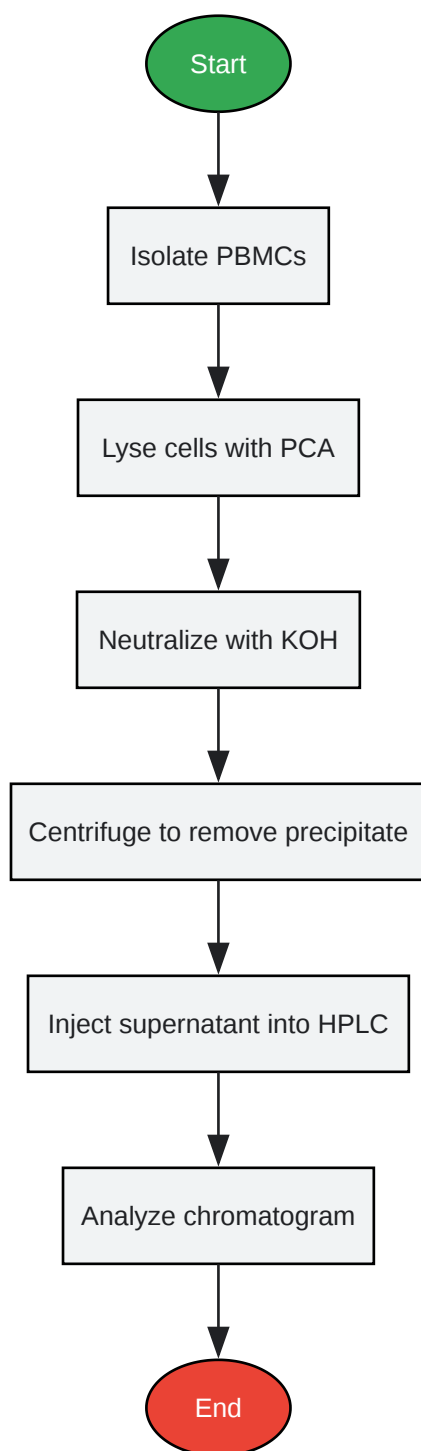 Start
Isolate PBMCs
Lyse cells with PCA
Neutralize with KOH
Centrifuge to remove precipitate
Inject supernatant into HPLC
Analyze chromatogram
End